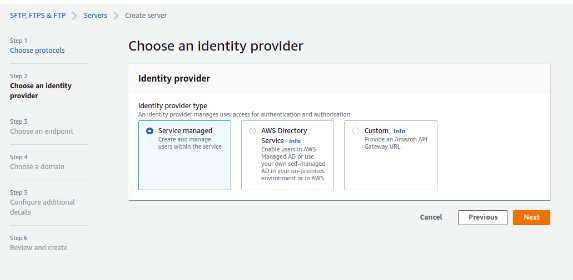 SFTP, FTPS & FTP > Servers > Create server
Step 1
Choose protocols
Step 2
Choose an identity
provider
Step 3
Choose an endpoint
Step 4
Choose a domain
Step 5
Configure additional
details
Step 6
Review and create
Choose an identity provider
Identity provider
Identity provider type
An identity provider manages user access for authentication and authorisation
Service managed
Create and manage
users within the service
AWS Directory
Service Info
Enable users in AWS
Managed AD or use
your own self-managed
AD in your on-premises
environment or in AWS
Custom Info
Provide an Amazon API
Gateway URL
Cancel Previous Next